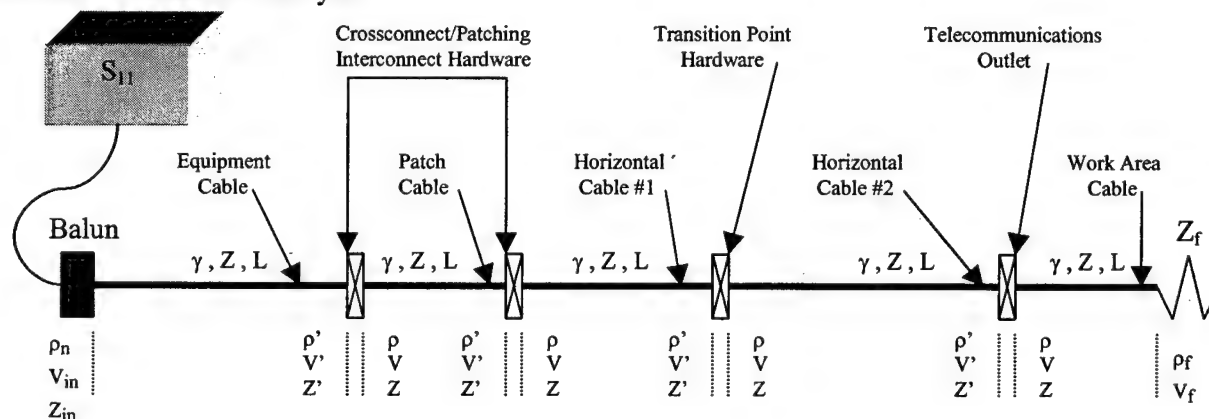 Crossconnect/Patching
Interconnect Hardware
Transition Point
Hardware
Telecommunications
Outlet
S11
Equipment
Cable
Patch
Cable
Horizontal
Cable #1
Horizontal
Cable #2
Work Area
Cable
Balun
γ , Z , L
γ , Z , L
γ , Z , L
γ , Z , L
γ , Z , L
Zf
ρn
Vin
Zin
ρ'
V'
Z'
ρ
V
Z
ρ'
V'
Z'
ρ
V
Z
ρ'
V'
Z'
ρ
V
Z
ρ'
V'
Z'
ρ
V
Z
ρf
Vf